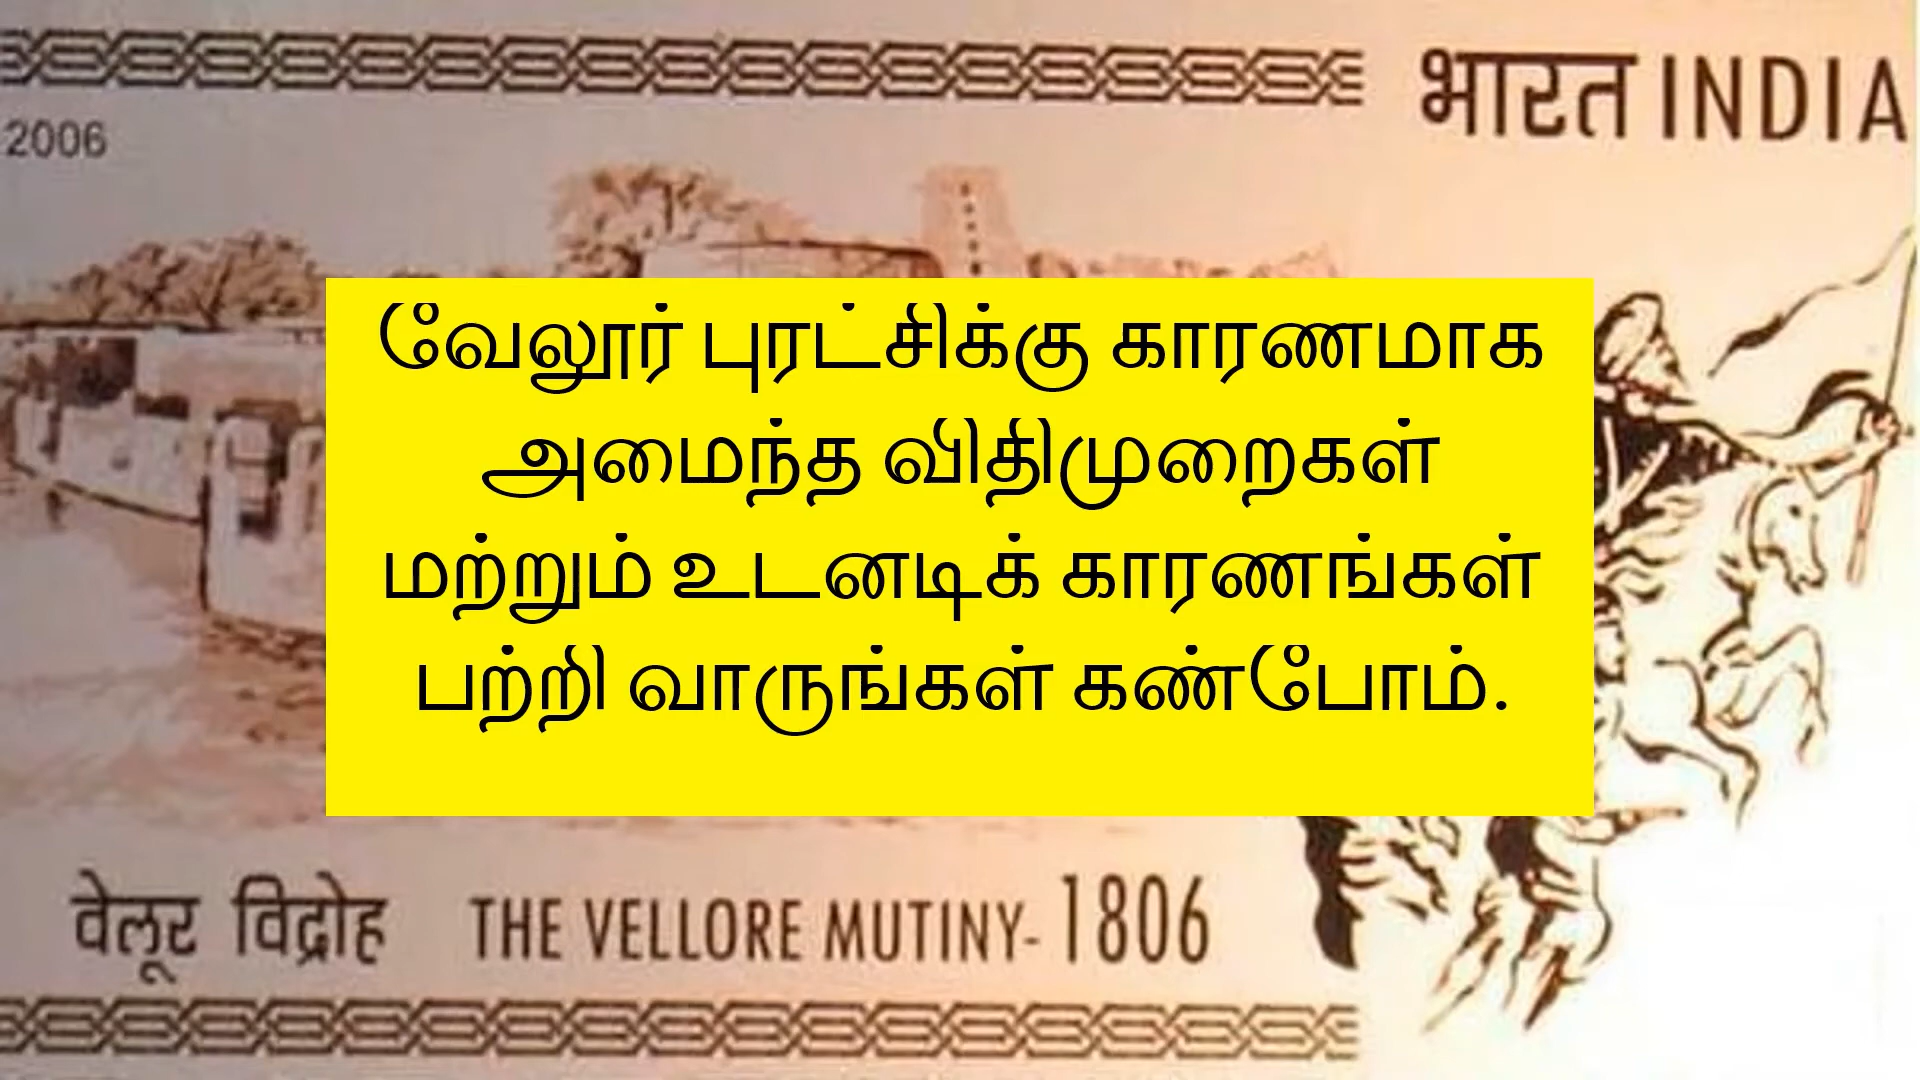 भारत INDIA
2006
வேலூர் புரட்சிக்கு காரணமாக
அமைந்த விதிமுறைகள்
மற்றும் உடனடிக் காரணங்கள்
பற்றி வாருங்கள் கண்போம்.
वेलूर विद्रोह THE VELLORE MUTINY- 1806